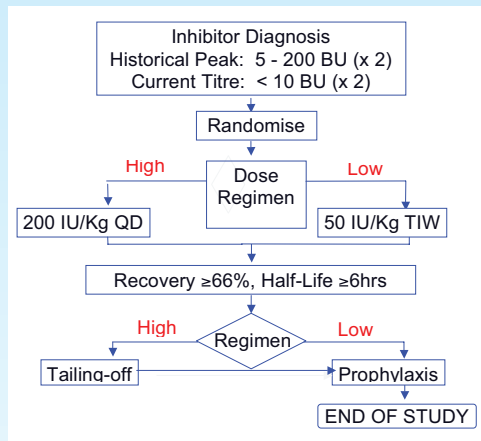 Inhibitor Diagnosis
Historical Peak:  5 - 200 BU (x 2)
Current Titre:  < 10 BU (x 2)
Randomise
High
Low
Dose
Regimen
200 IU/Kg QD
50 IU/Kg TIW
Recovery ≥66%, Half-Life ≥6hrs
High
Low
Regimen
Tailing-off
Prophylaxis
END OF STUDY